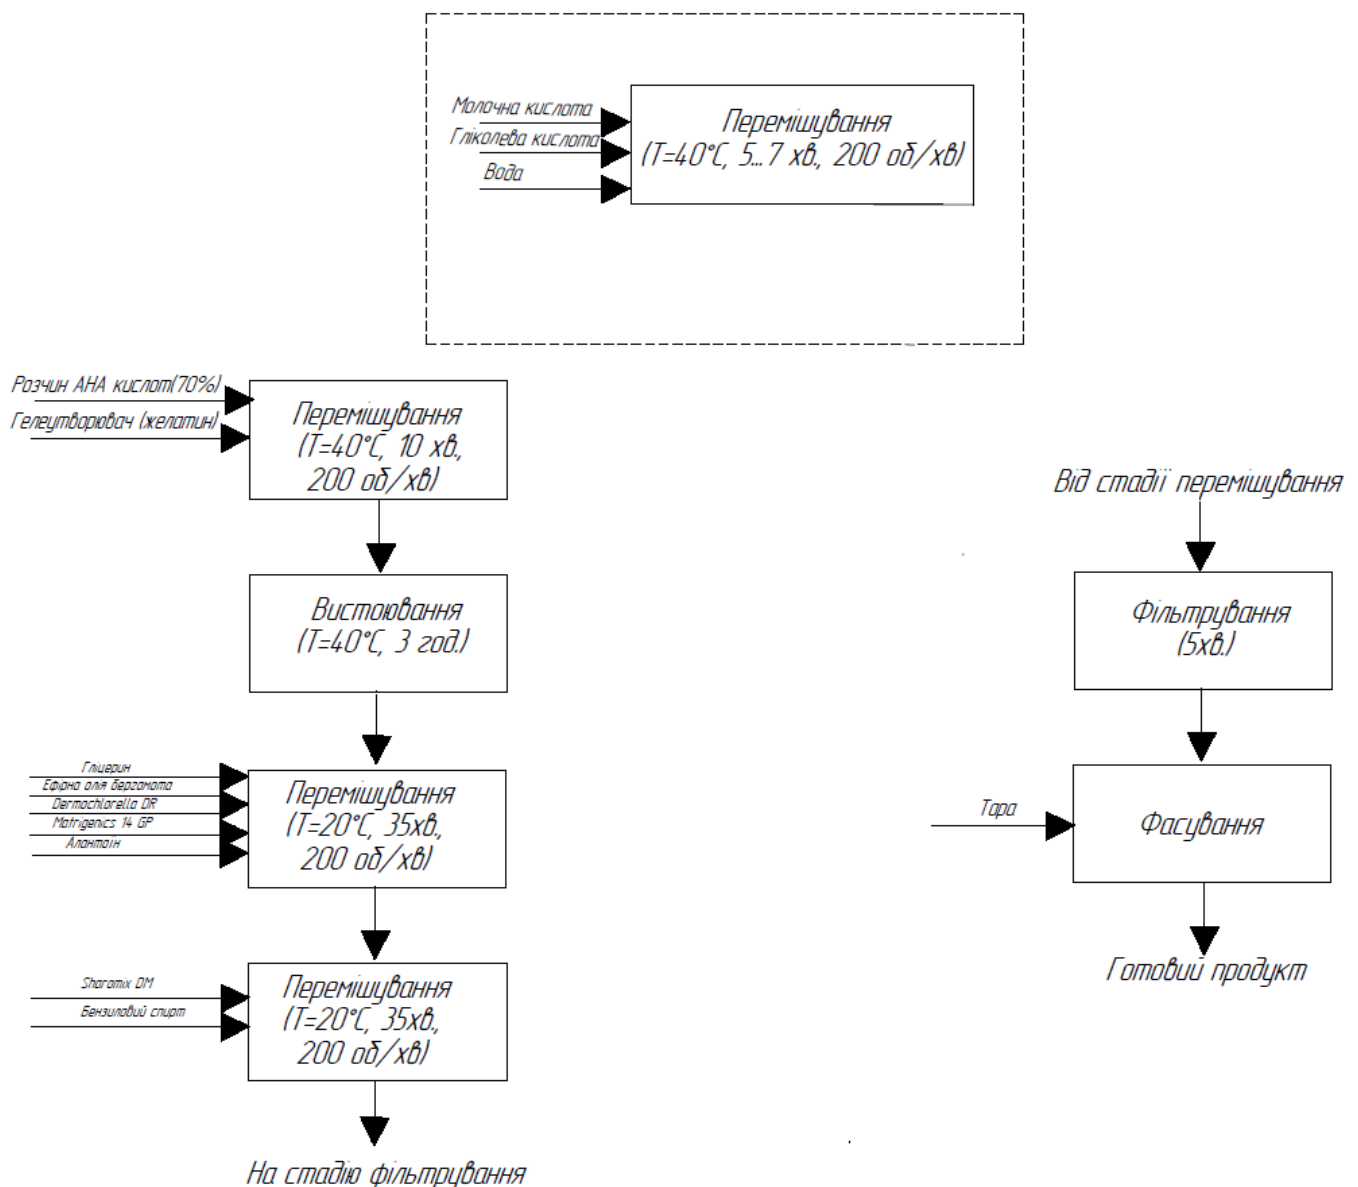 Молочна кислота
Гліколева кислота
Вода
Перемішування
(Т=40°С, 5...7 хв., 200 об/хв)
Розчин АНА кислот(70%)
Гелеутворювач (желатин)
Перемішування
(Т=40°С, 10 хв.,
200 об/хв)
Вистоювання
(Т=40°С, 3 год.)
Гліцерин
Ефірна олія бергамота
Dermochlorella DR
Matrigenics 14 GP
Алантоїн
Перемішування
(Т=20°С, 35хв.,
200 об/хв)
Sharomix DM
Бензиловий спирт
Перемішування
(Т=20°С, 35хв.,
200 об/хв)
На стадію фільтрування
Від стадії перемішування
Фільтрування
(5хв.)
Тара
Фасування
Готовий продукт